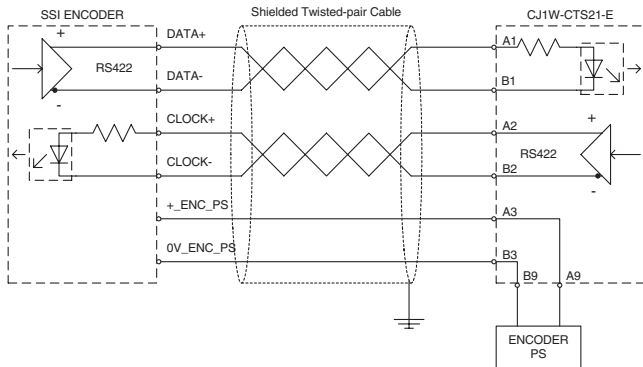 SSI ENCODER
Shielded Twisted-pair Cable
CJ1W-CTS21-E
+
RS422
-
DATA+
DATA-
A1
B1
CLOCK+
CLOCK-
A2
B2
+
RS422
-
+_ENC_PS
A3
0V_ENC_PS
B3
B9
A9
ENCODER
PS